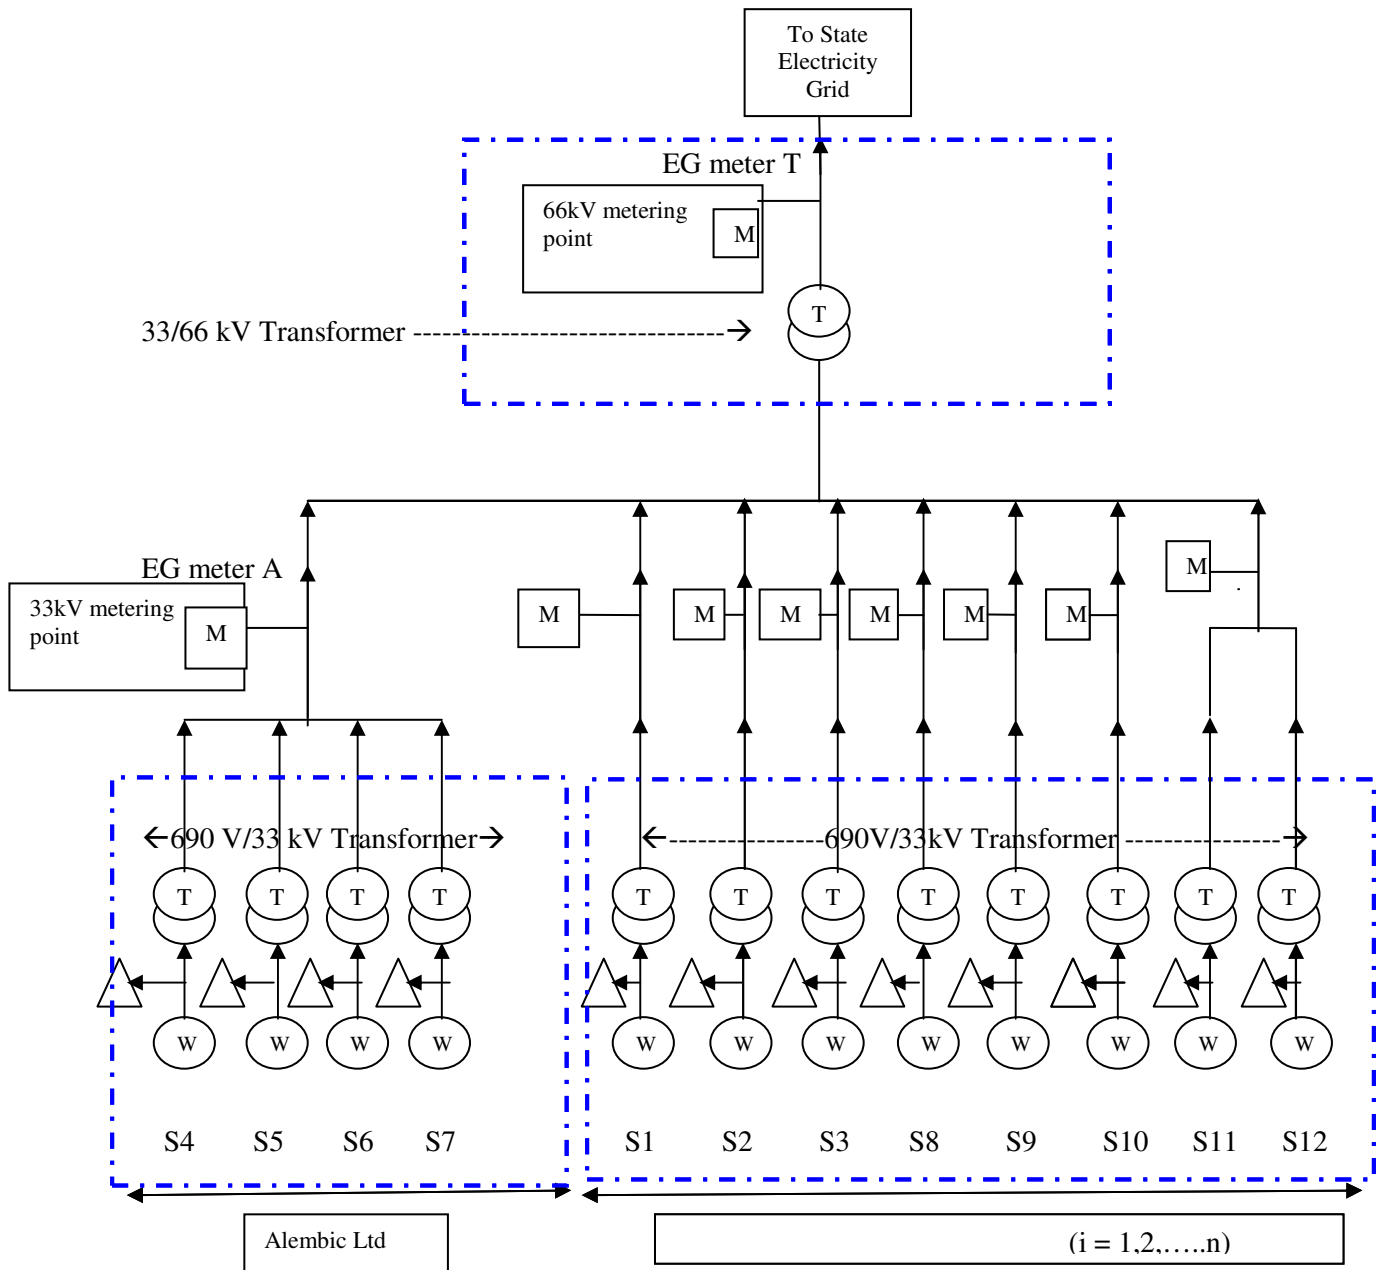 To State
Electricity
Grid
EG meter T
66kV metering
point
M
T
33/66 kV Transformer
EG meter A
33kV metering
point
M
M
M
M
M
M
M
M
690 V/33 kV Transformer
690V/33kV Transformer
T T T T T T T T T T T T
W W W W W W W W W W W W
S4 S5 S6 S7 S1 S2 S3 S8 S9 S10 S11 S12
Alembic Ltd
(i = 1,2,.….n)